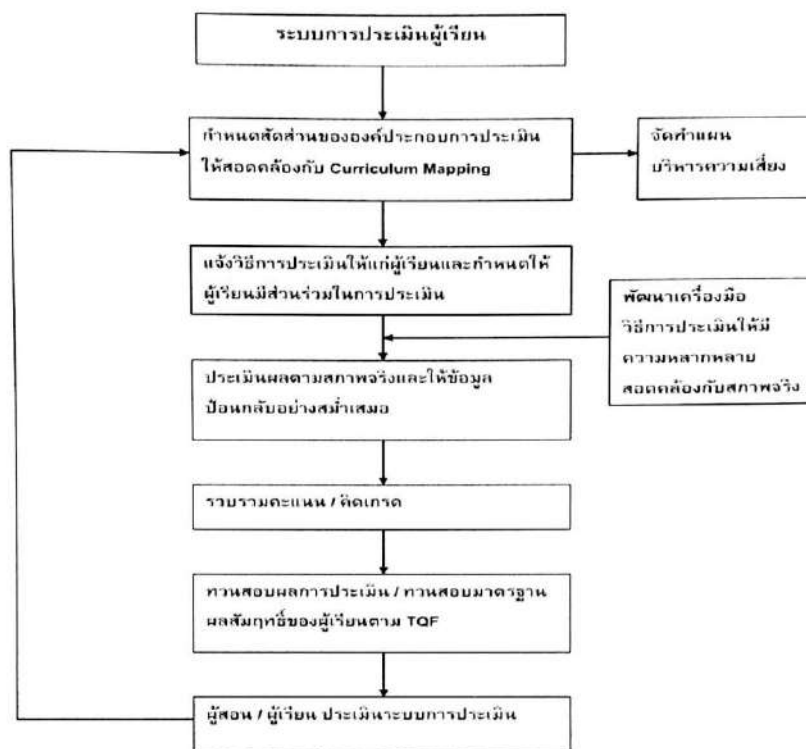 ระบบการประเมินผู้เรียน
กำหนดสัดส่วนขององค์ประกอบการประเมิน
ให้สอดคล้องกับ Curriculum Mapping
จัดทำแผน
บริหารความเสี่ยง
แจ้งวิธีการประเมินให้แก่ผู้เรียนและกำหนดให้
ผู้เรียนมีส่วนร่วมในการประเมิน
พัฒนาเครื่องมือ
วิธีการประเมินให้มี
ความหลากหลาย
สอดคล้องกับสภาพจริง
ประเมินผลตามสภาพจริงและให้ข้อมูล
ป้อนกลับอย่างสม่ำเสมอ
รวบรวมคะแนน / คิดเกรด
ทวนสอบผลการประเมิน / ทวนสอบมาตรฐาน
ผลสัมฤทธิ์ของผู้เรียนตาม TQF
ผู้สอน / ผู้เรียน ประเมินระบบการประเมิน